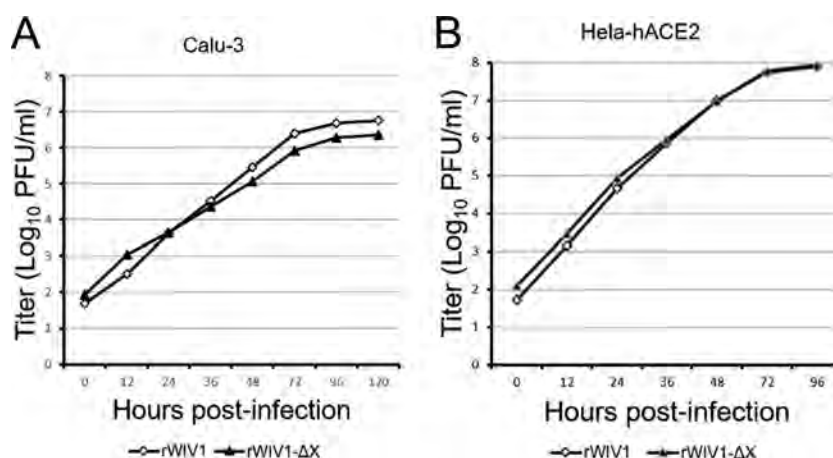 A
Calu-3
8
7
6
5
4
3
2
1
0
Titer (Log10 PFU/ml)
0 12 24 36 48 72 96 120
Hours post-infection
rWIV1 rWIV1-ΔX
B
Hela-hACE2
8
7
6
5
4
3
2
1
0
Titer (Log10 PFU/ml)
0 12 24 36 48 72 96
Hours post-infection
rWIV1 rWIV1-ΔX